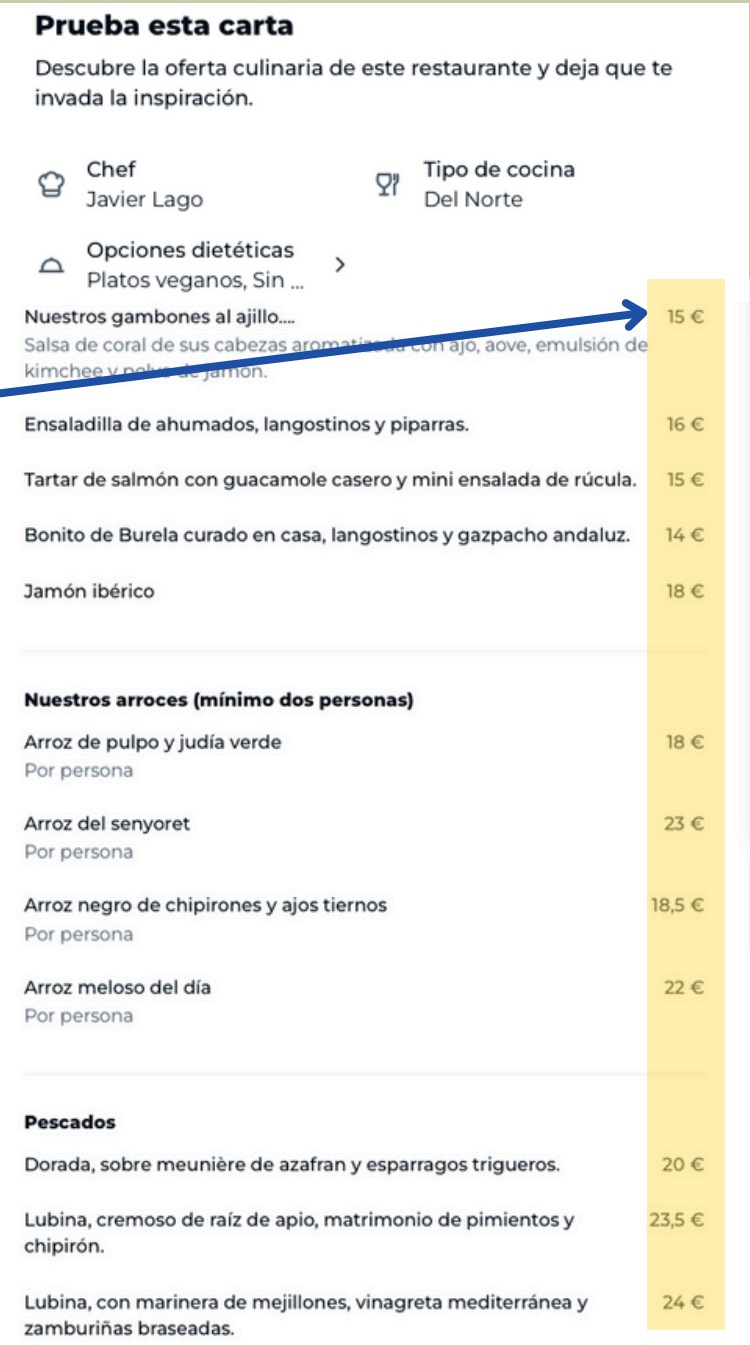 Prueba esta carta
Descubre la oferta culinaria de este restaurante y deja que te
invada la inspiración.
Chef
Javier Lago
Tipo de cocina
Del Norte
Opciones dietéticas
Platos veganos, Sin ...
Nuestros gambones al ajillo.... 15 €
Salsa de coral de sus cabezas aromatizada con ajo, aove, emulsión de
kimchee y polvo de jamón.
Ensaladilla de ahumados, langostinos y piparras. 16 €
Tartar de salmón con guacamole casero y mini ensalada de rúcula. 15 €
Bonito de Burela curado en casa, langostinos y gazpacho andaluz. 14 €
Jamón ibérico 18 €
Nuestros arroces (mínimo dos personas)
Arroz de pulpo y judía verde 18 €
Por persona
Arroz del senyoret 23 €
Por persona
Arroz negro de chipirones y ajos tiernos 18,5 €
Por persona
Arroz meloso del día 22 €
Por persona
Pescados
Dorada, sobre meunière de azafran y esparragos trigueros. 20 €
Lubina, cremoso de raíz de apio, matrimonio de pimientos y 23,5 €
chipirón.
Lubina, con marinera de mejillones, vinagreta mediterránea y 24 €
zamburiñas braseadas.